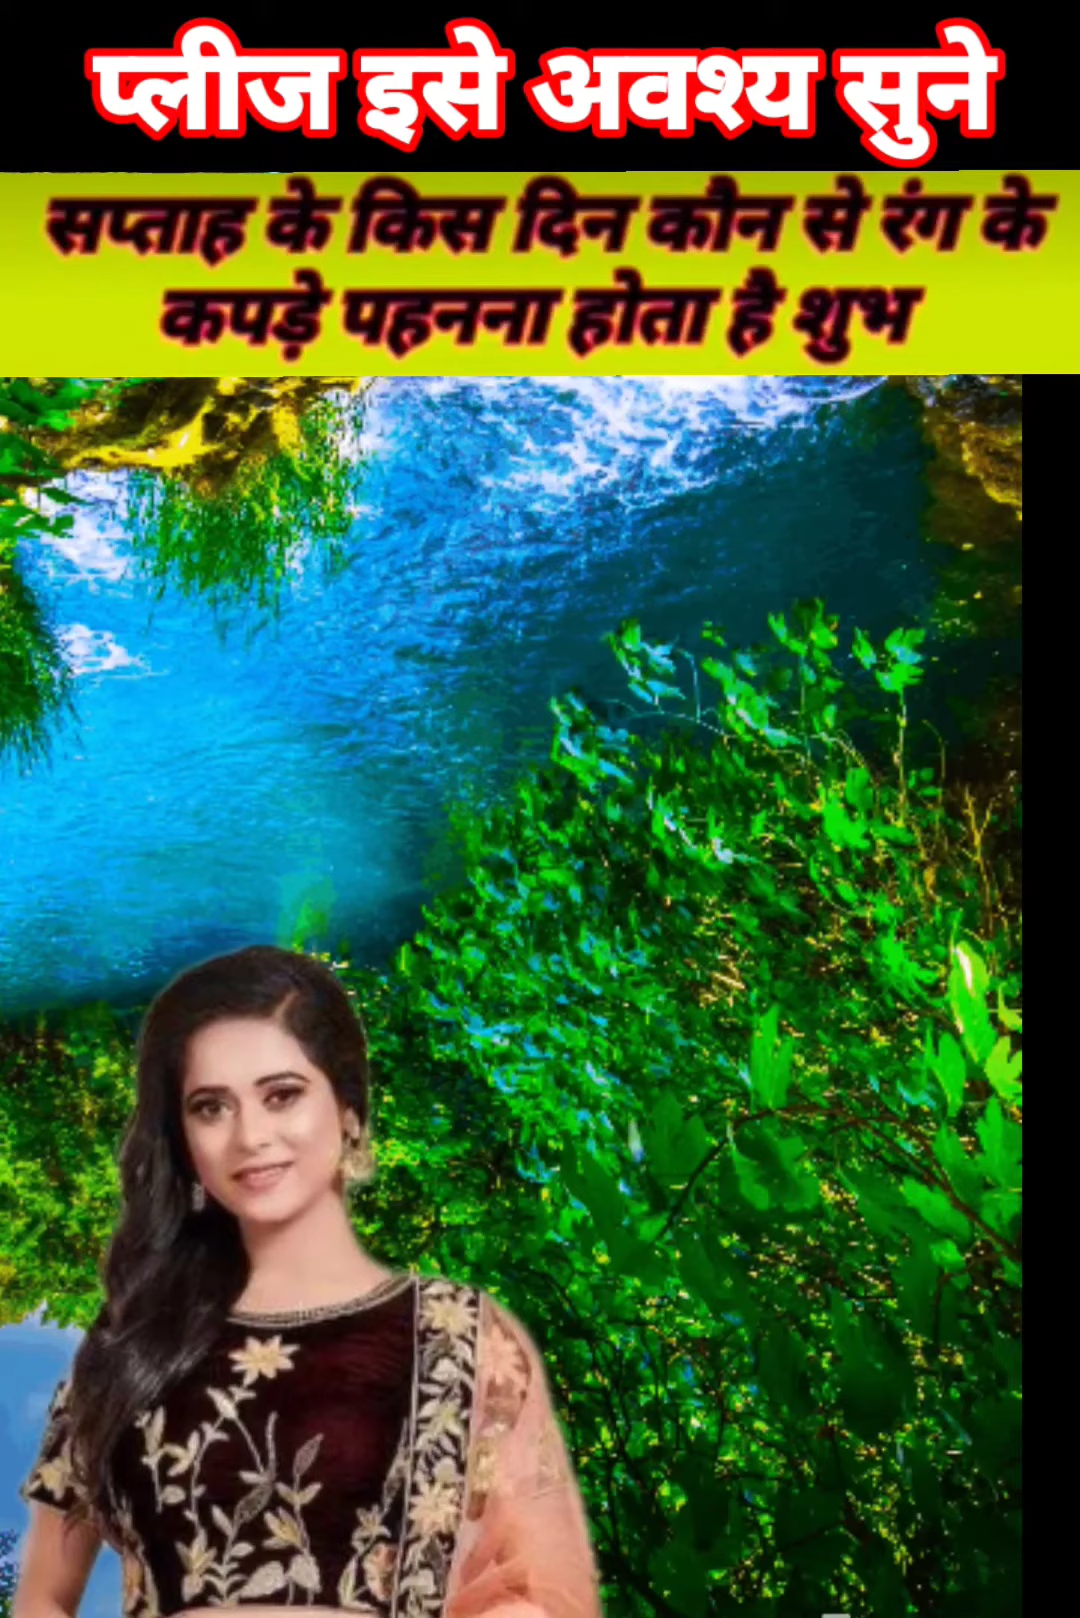 प्लीज इसे अवश्य सुने
सप्ताह के किस दिन कौन से रंग के
कपड़े पहनना होता है शुभ